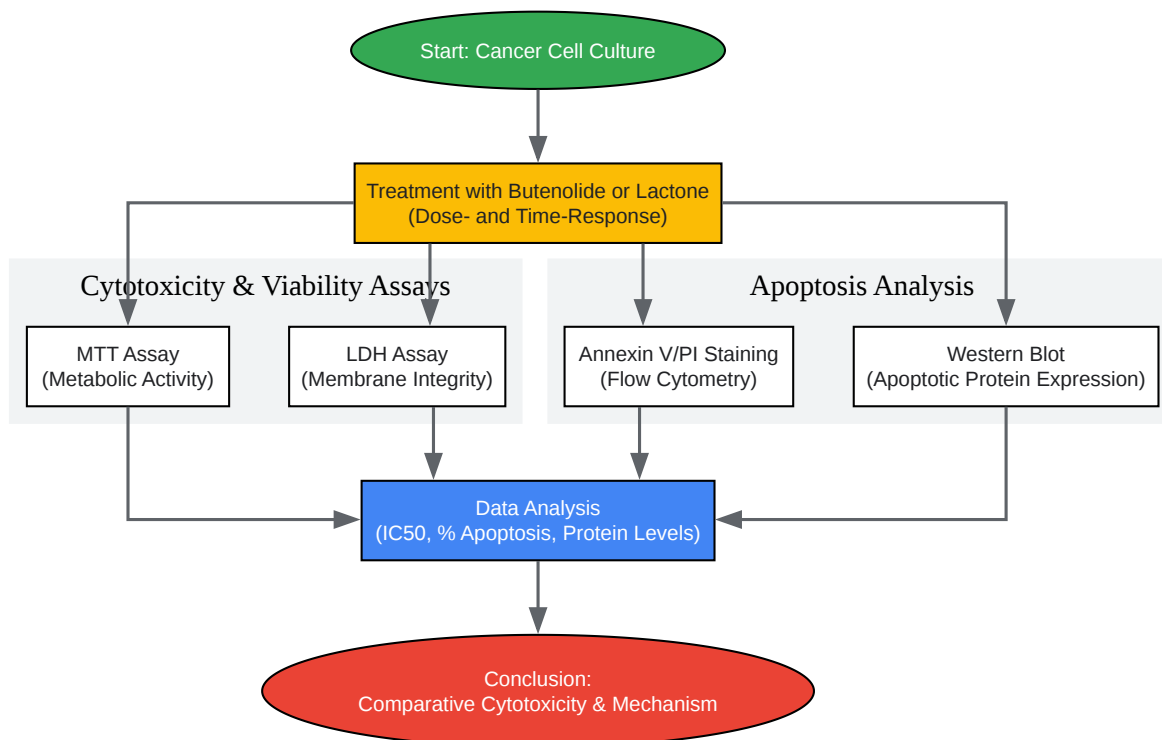 Start: Cancer Cell Culture
Treatment with Butenolide or Lactone
(Dose- and Time-Response)
Cytotoxicity & Viability Assays
Apoptosis Analysis
MTT Assay
(Metabolic Activity)
LDH Assay
(Membrane Integrity)
Annexin V/PI Staining
(Flow Cytometry)
Western Blot
(Apoptotic Protein Expression)
Data Analysis
(IC50, % Apoptosis, Protein Levels)
Conclusion:
Comparative Cytotoxicity & Mechanism